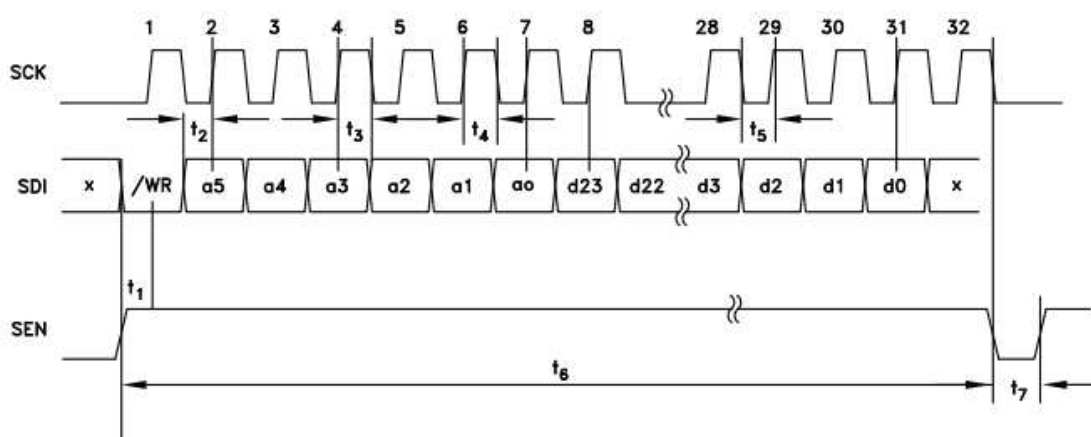 1 2 3 4 5 6 7 8 28 29 30 31 32
SCK
t2 t3 t4 t5
SDI x /WR a5 a4 a3 a2 a1 ao d23 d22 d3 d2 d1 d0 x
t1
SEN
t6 t7